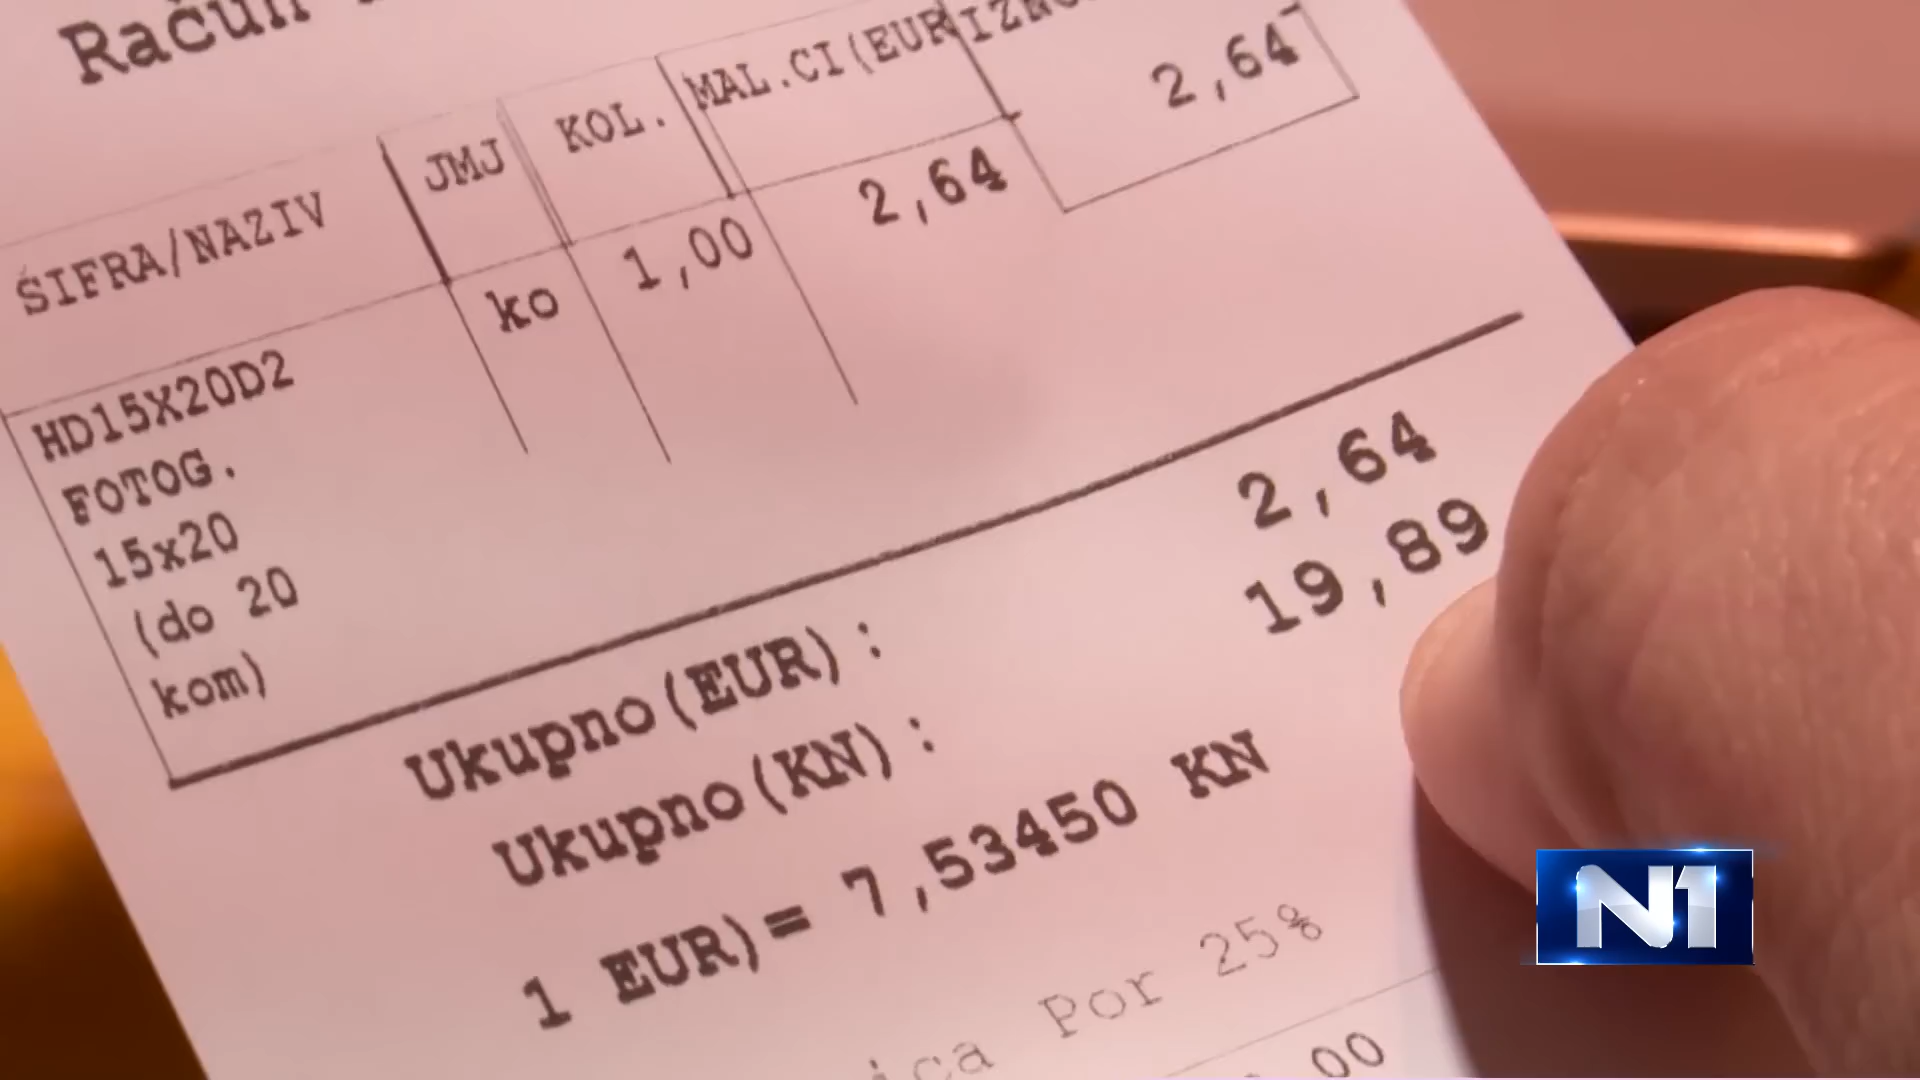 Račun
ŠIFRA/NAZIV JMJ KOL. MAL.CI(EUR
HD15X20D2 ko 1,00 2,64 2,64
FOTOG.
15x20
(do 20
kom)
Ukupno(EUR): 2,64
Ukupno(KN): 19,89
1 EUR)= 7,53450 KN
Por 25%
00
N1